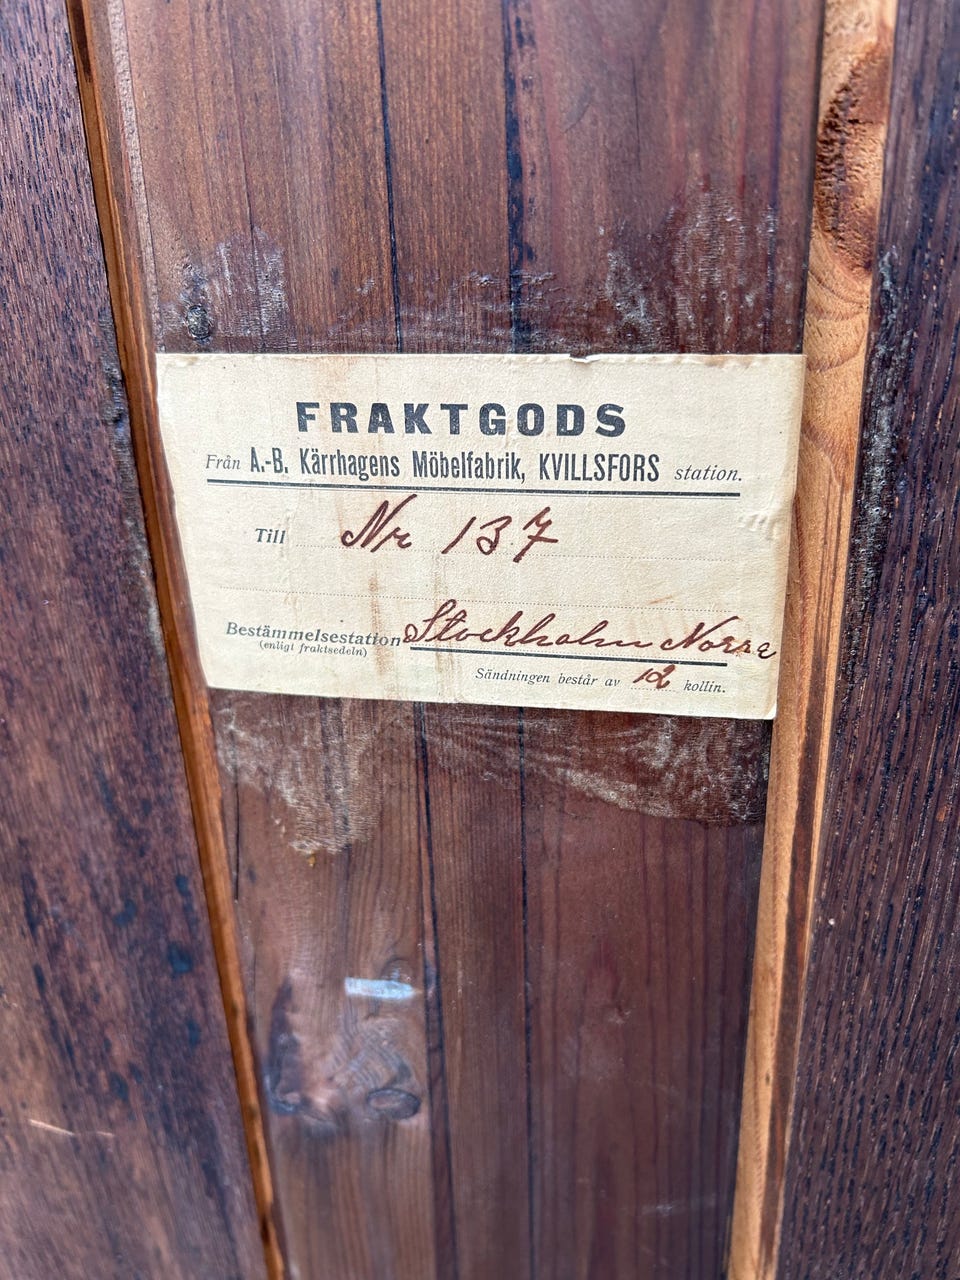 FRAKTGODS
Från A.-B. Kärrhagens Möbelfabrik, KVILLSFORS station.
Till Nr 137
Bestämmelsestation Stockholm Norra
(enligt fraktsedeln)
Sändningen består av 12 kollin.